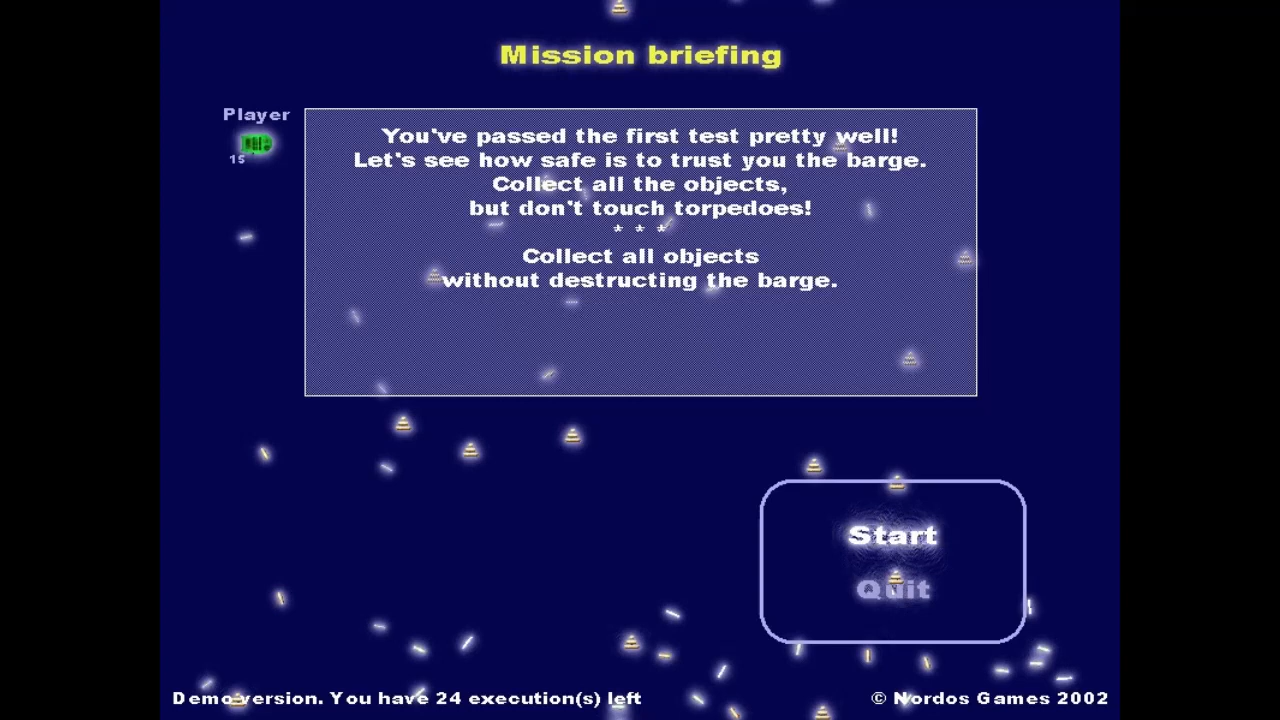 Mission briefing
Player
15
You've passed the first test pretty well!
Let's see how safe is to trust you the barge.
Collect all the objects,
but don't touch torpedoes!
* * *
Collect all objects
without destructing the barge.
Start
Quit
Demo version. You have 24 execution(s) left
© Nordos Games 2002